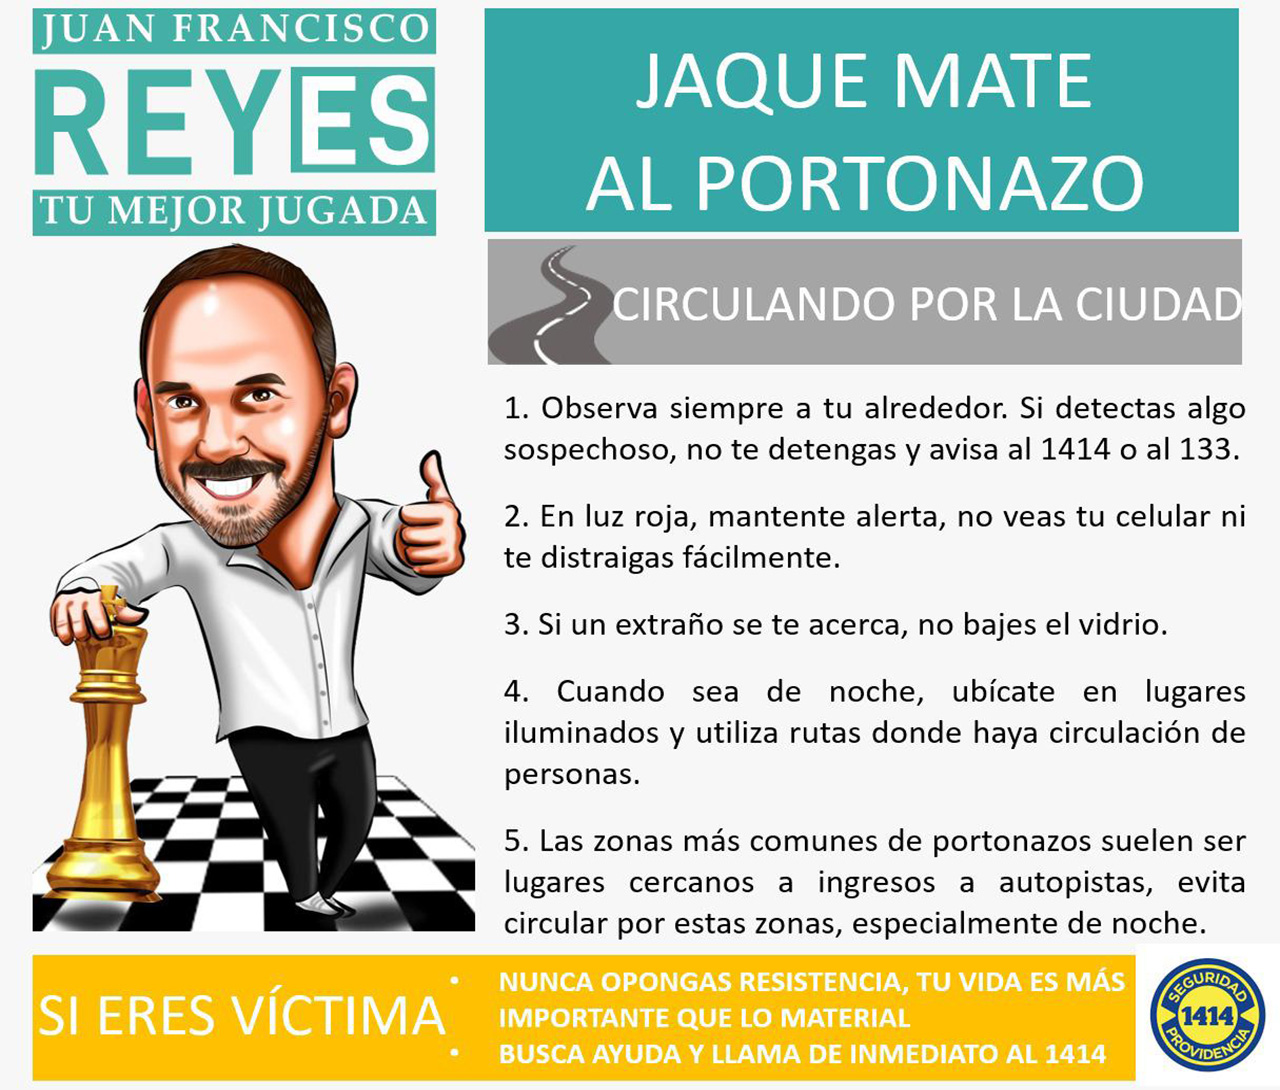 JUAN FRANCISCO
REYES
TU MEJOR JUGADA
JAQUE MATE
AL PORTONAZO
CIRCULANDO POR LA CIUDAD
1. Observa siempre a tu alrededor. Si detectas algo
sospechoso, no te detengas y avisa al 1414 o al 133.
2. En luz roja, mantente alerta, no veas tu celular ni
te distraigas fácilmente.
3. Si un extraño se te acerca, no bajes el vidrio.
4. Cuando sea de noche, ubícate en lugares
iluminados y utiliza rutas donde haya circulación de
personas.
5. Las zonas más comunes de portonazos suelen ser
lugares cercanos a ingresos a autopistas, evita
circular por estas zonas, especialmente de noche.
SI ERES VÍCTIMA
• NUNCA OPONGAS RESISTENCIA, TU VIDA ES MÁS
IMPORTANTE QUE LO MATERIAL
• BUSCA AYUDA Y LLAMA DE INMEDIATO AL 1414
SEGURIDAD
1414
PROVIDENCIA